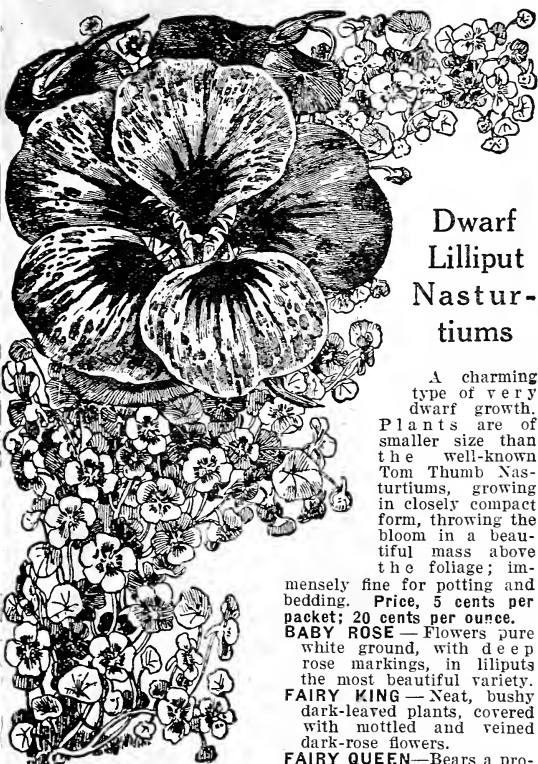 Dwarf
Lilliput
Nastur-
tiums
A charming
type of very
dwarf growth.
Plants are of
smaller size than
the well-known
Tom Thumb Nas-
turtiums, growing
in closely compact
form, throwing the
bloom in a beau-
tiful mass above
the foliage; im-
mensely fine for potting and
bedding. Price, 5 cents per
packet; 20 cents per ounce.
BABY ROSE — Flowers pure
white ground, with deep
rose markings, in liliputs
the most beautiful variety.
FAIRY KING — Neat, bushy
dark-leaved plants, covered
with mottled and veined
dark-rose flowers.
FAIRY QUEEN—Bears a pro-